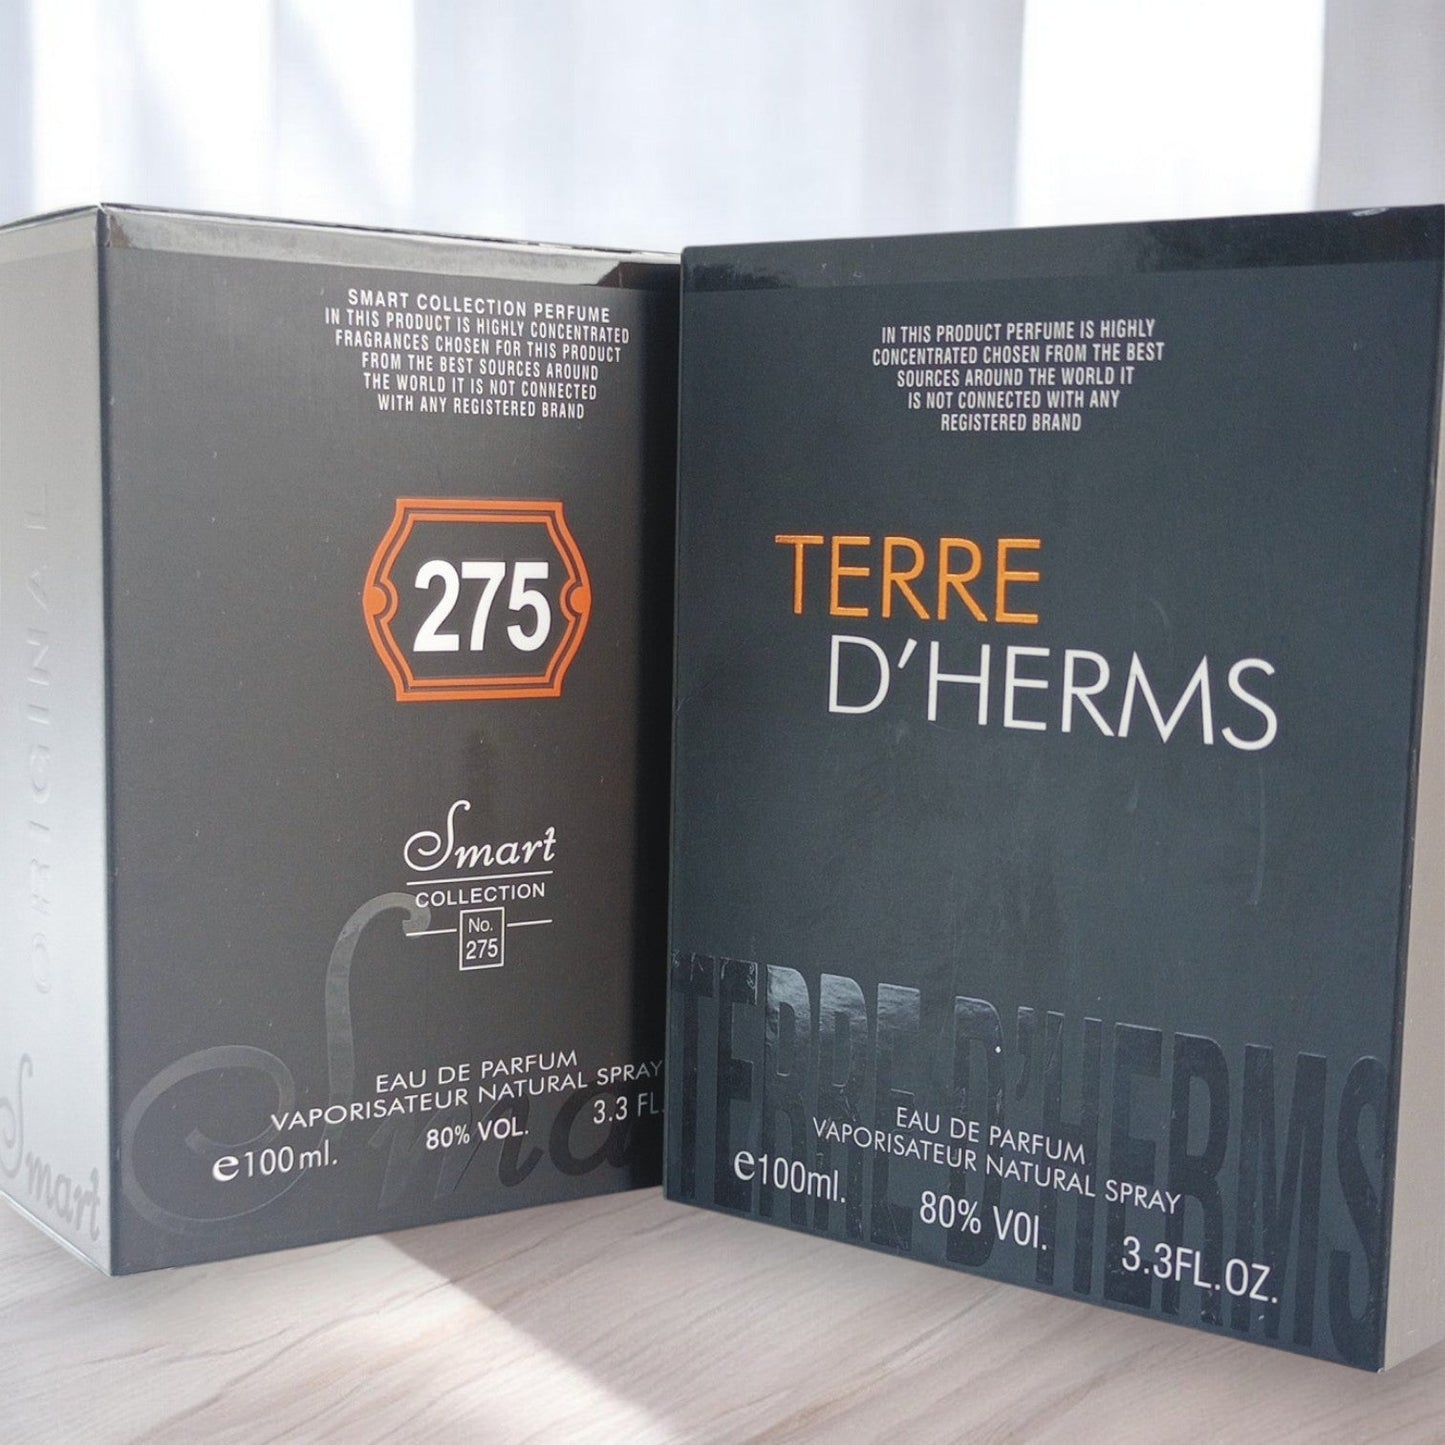 SMART COLLECTION PERFUME
IN THIS PRODUCT IS HIGHLY CONCENTRATED
FRAGRANCES CHOSEN FOR THIS PRODUCT
FROM THE BEST SOURCES AROUND
THE WORLD IT IS NOT CONNECTED
WITH ANY REGISTERED BRAND
275
Smart
COLLECTION
No.
275
EAU DE PARFUM
VAPORISATEUR NATURAL SPRAY
e100ml. 80% VOL. 3.3 FL.
Smart
ORIGINAL
Smart
IN THIS PRODUCT PERFUME IS HIGHLY
CONCENTRATED CHOSEN FROM THE BEST
SOURCES AROUND THE WORLD IT
IS NOT CONNECTED WITH ANY
REGISTERED BRAND
TERRE
D'HERMS
TERRE D'HERMS
EAU DE PARFUM
VAPORISATEUR NATURAL SPRAY
e100ml. 80% VOl. 3.3FL.OZ.